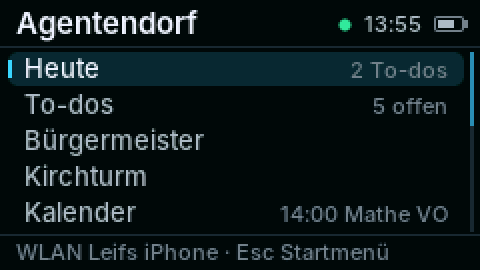 Agentendorf 13:55
Heute 2 To-dos
To-dos 5 offen
Bürgermeister
Kirchturm
Kalender 14:00 Mathe VO
WLAN Leifs iPhone · Esc Startmenü